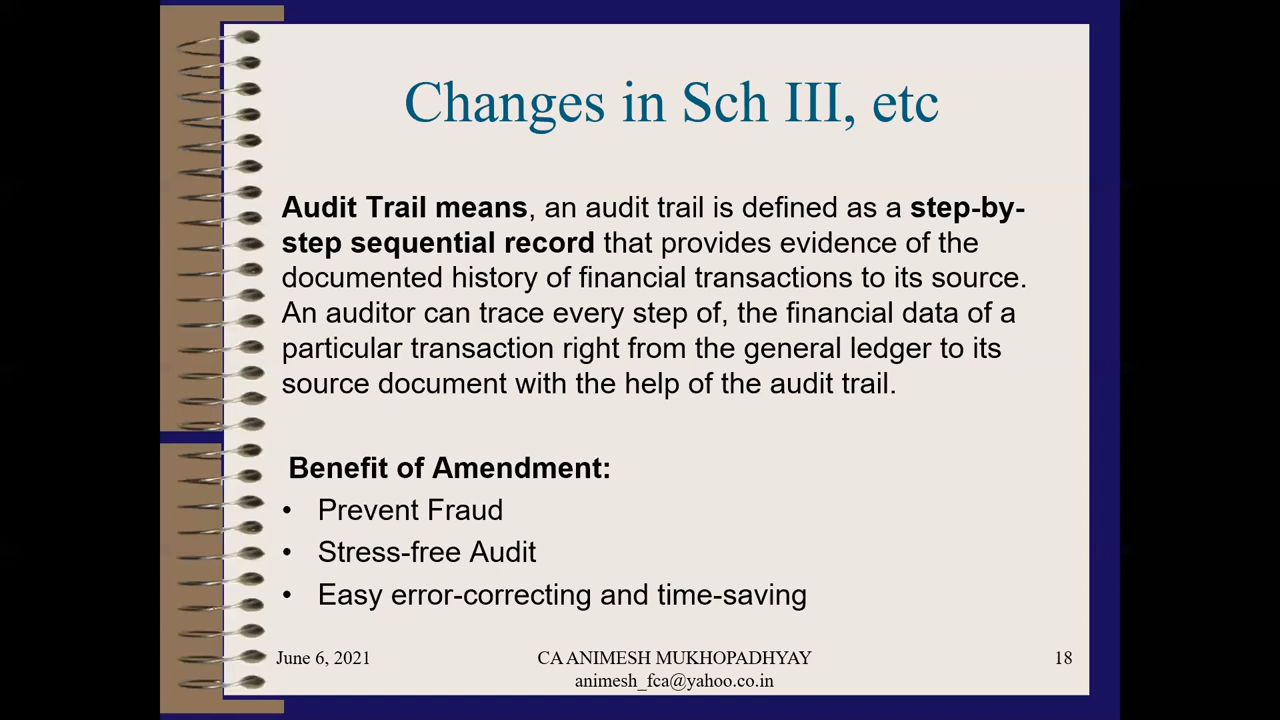 Changes in Sch III, etc
Audit Trail means, an audit trail is defined as a step-by-
step sequential record that provides evidence of the
documented history of financial transactions to its source.
An auditor can trace every step of, the financial data of a
particular transaction right from the general ledger to its
source document with the help of the audit trail.
Benefit of Amendment:
• Prevent Fraud
• Stress-free Audit
• Easy error-correcting and time-saving
June 6, 2021 CA ANIMESH MUKHOPADHYAY 18
animesh_fca@yahoo.co.in